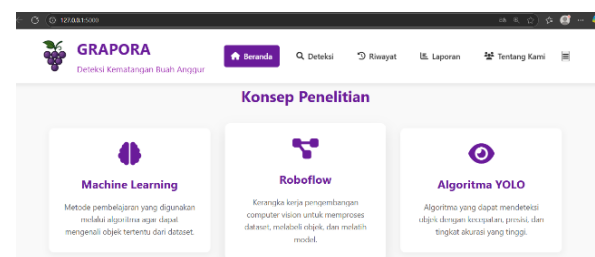 127.0.0.1:5000
GRAPORA
Deteksi Kematangan Buah Anggur
Beranda Deteksi Riwayat Laporan Tentang Kami
Konsep Penelitian
Machine Learning
Metode pembelajaran yang digunakan
melalui algoritma agar dapat
mengenali objek tertentu dari dataset.
Roboflow
Kerangka kerja pengembangan
computer vision untuk memproses
dataset, melabeli objek, dan melatih
model.
Algoritma YOLO
Algoritma yang dapat mendeteksi
objek dengan kecepatan, presisi, dan
tingkat akurasi yang tinggi.